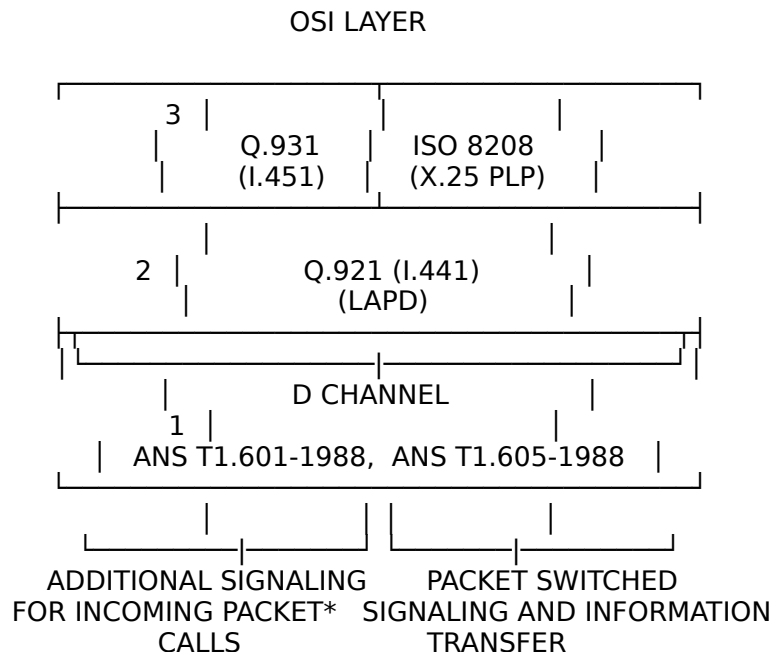 OSI LAYER
3
Q.931 ISO 8208
(I.451) (X.25 PLP)
2 Q.921 (I.441)
(LAPD)
D CHANNEL
1
ANS T1.601-1988, ANS T1.605-1988
ADDITIONAL SIGNALING PACKET SWITCHED
FOR INCOMING PACKET* SIGNALING AND INFORMATION
CALLS TRANSFER